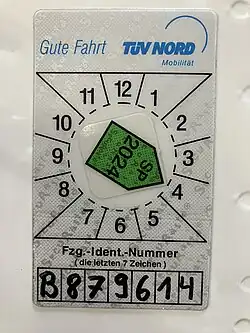 Gute Fahrt TÜV NORD
Mobilität
11 12 1
10 2
9 3
8 4
7 6 5
SP
2024
Fzg.-Ident.-Nummer
(die letzten 7 Zeichen)
B879614